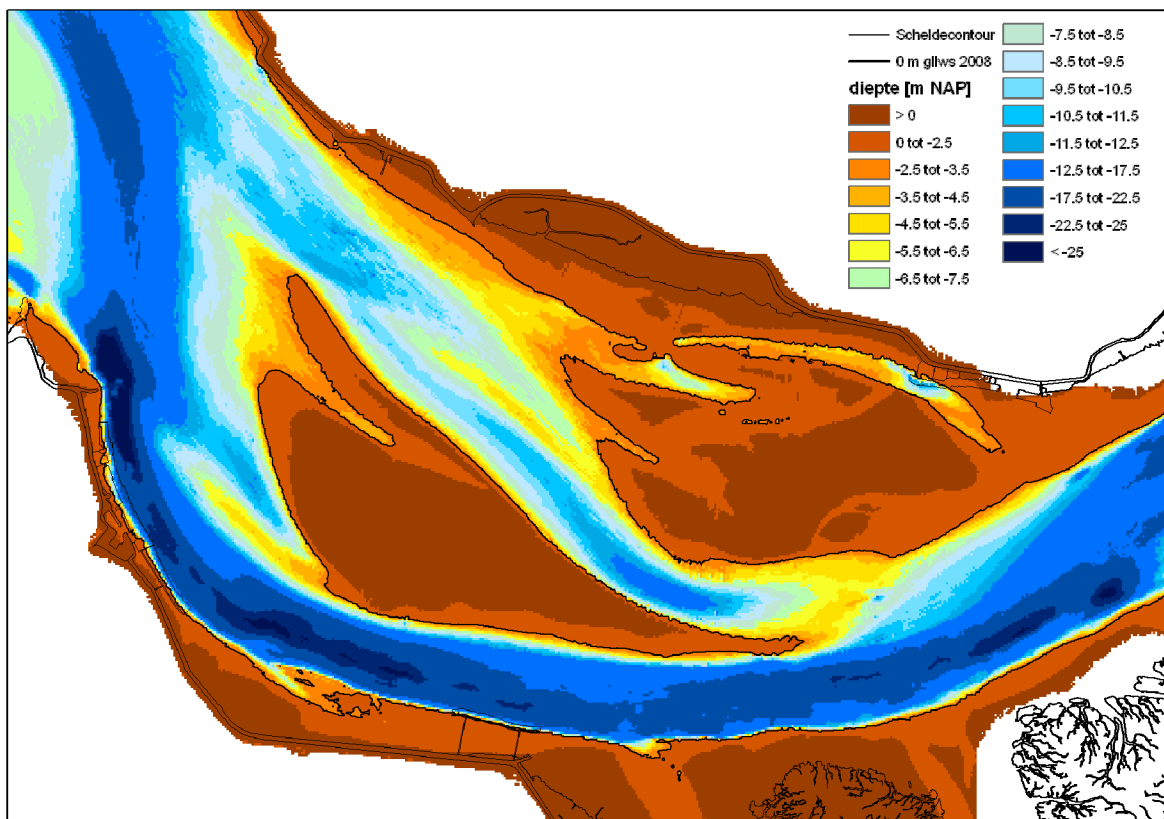 Scheldecontour
0 m gllws 2008
diepte [m NAP]
> 0
0 tot -2.5
-2.5 tot -3.5
-3.5 tot -4.5
-4.5 tot -5.5
-5.5 tot -6.5
-6.5 tot -7.5
-7.5 tot -8.5
-8.5 tot -9.5
-9.5 tot -10.5
-10.5 tot -11.5
-11.5 tot -12.5
-12.5 tot -17.5
-17.5 tot -22.5
-22.5 tot -25
< -25